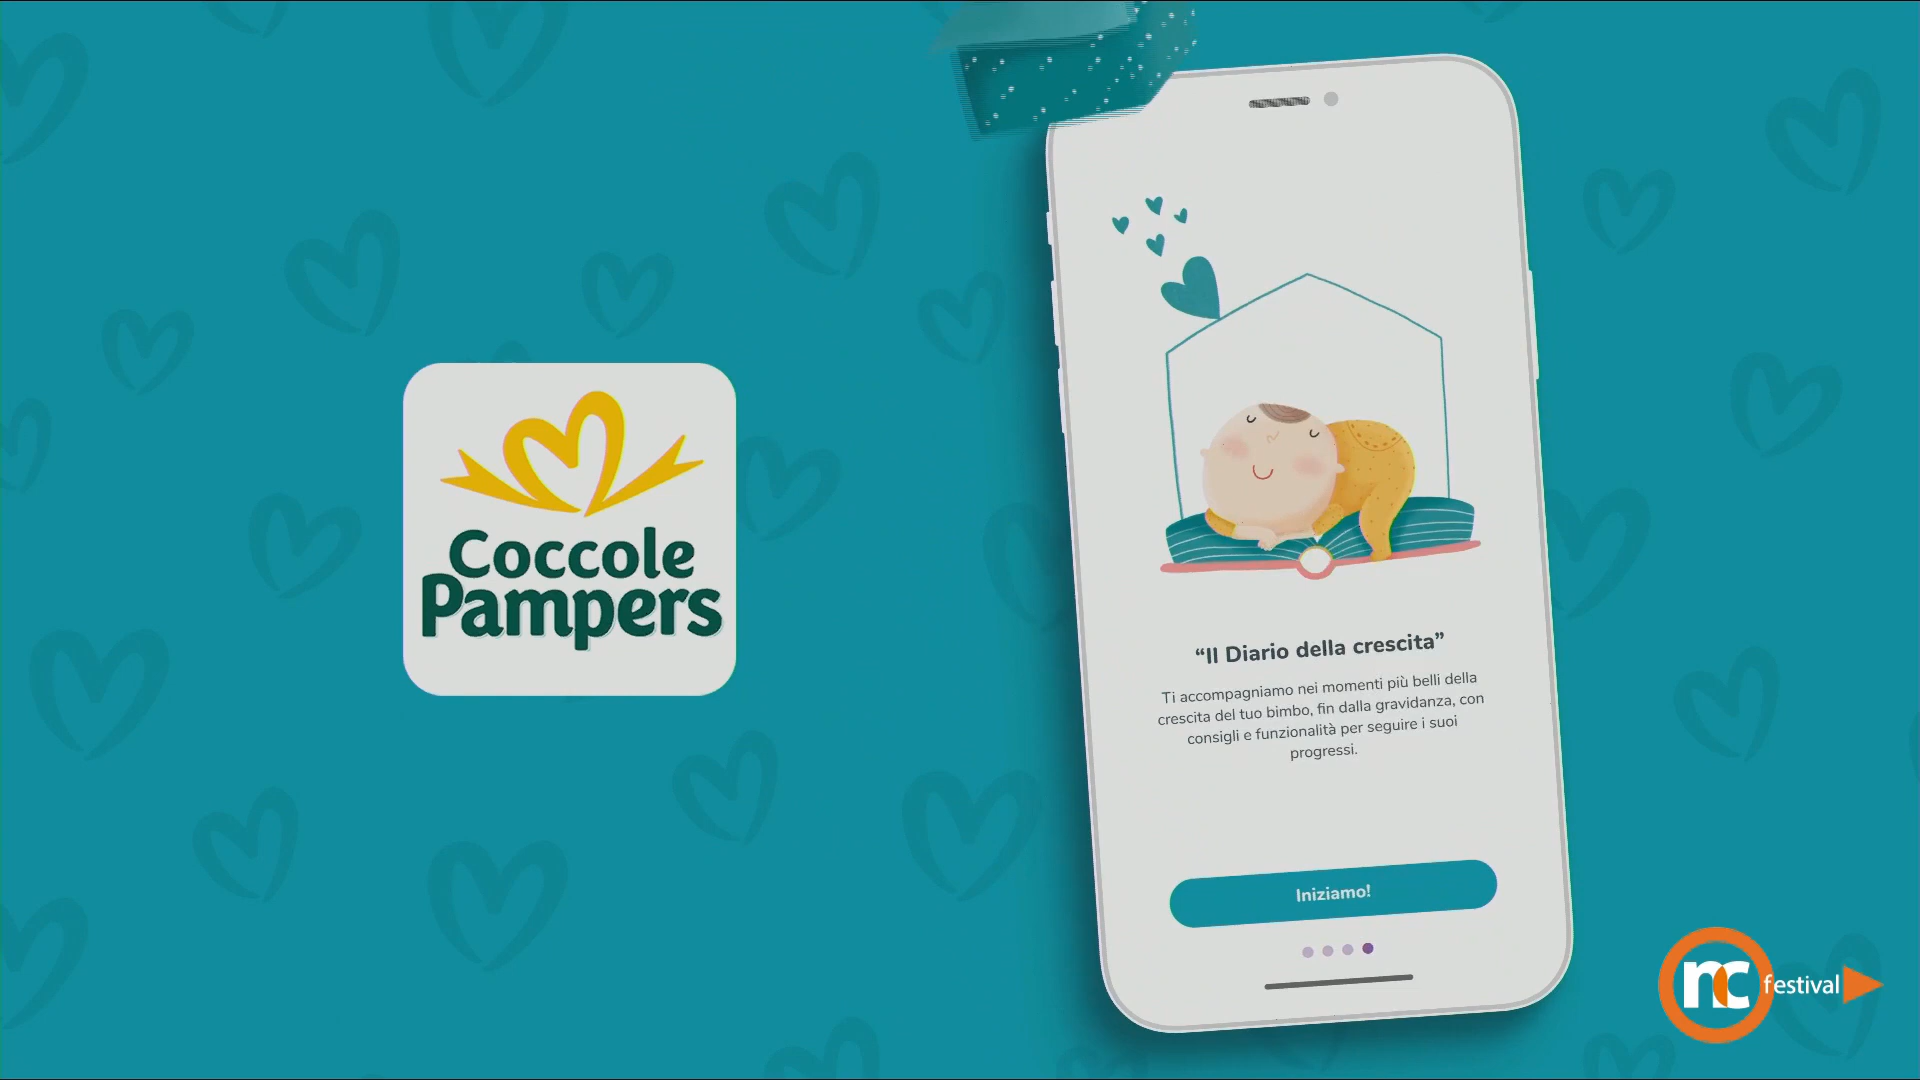 Coccole
Pampers
“Il Diario della crescita”
Ti accompagniamo nei momenti più belli della
crescita del tuo bimbo, fin dalla gravidanza, con
consigli e funzionalità per seguire i suoi
progressi.
Iniziamo!
nc festival